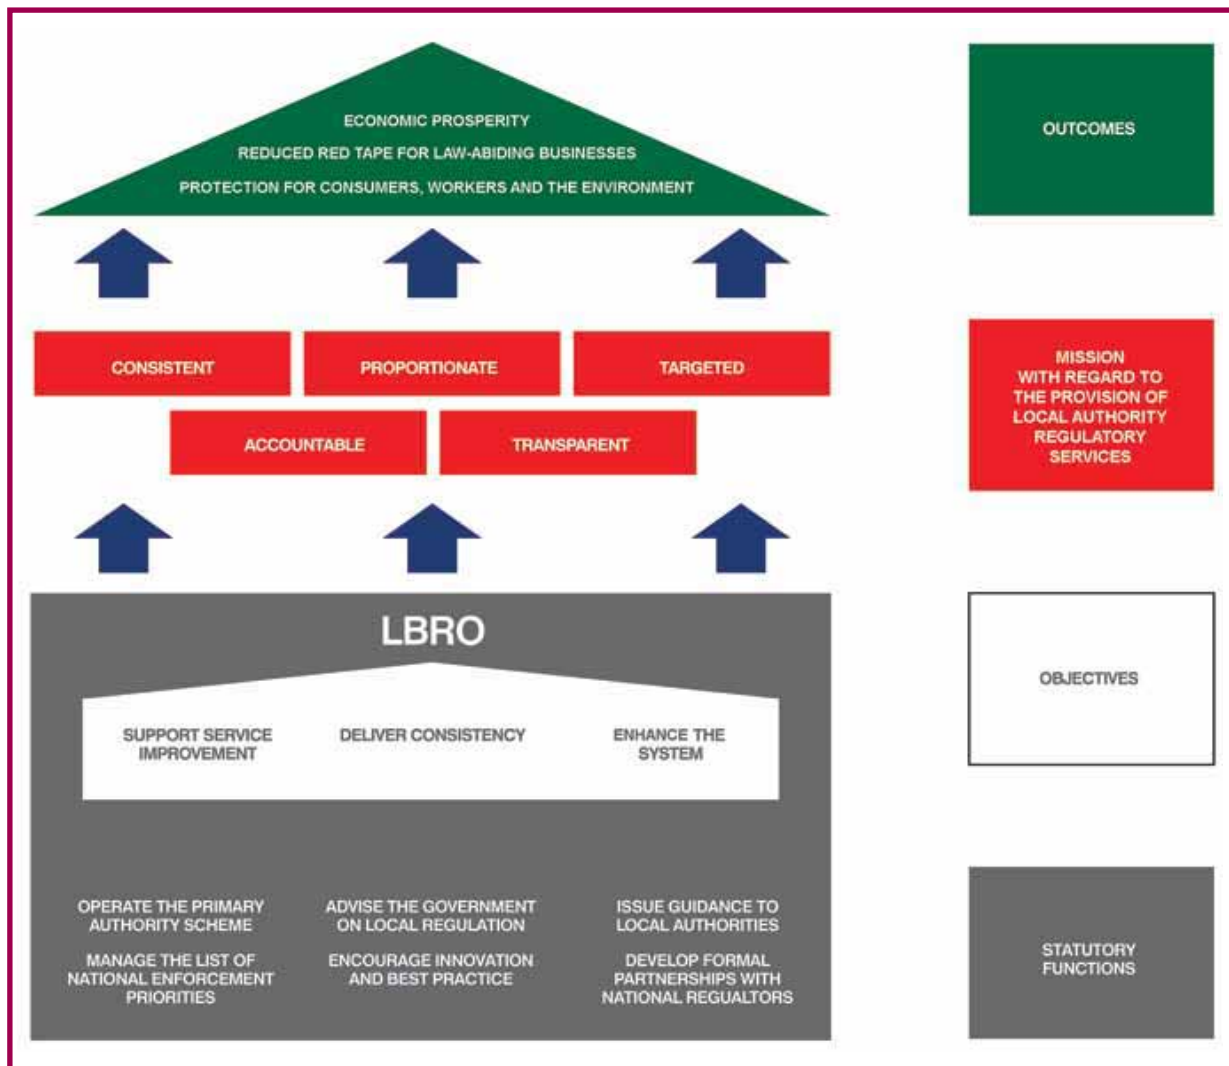 ECONOMIC PROSPERITY
REDUCED RED TAPE FOR LAW-ABIDING BUSINESSES
PROTECTION FOR CONSUMERS, WORKERS AND THE ENVIRONMENT
OUTCOMES
CONSISTENT
PROPORTIONATE
TARGETED
ACCOUNTABLE
TRANSPARENT
MISSION
WITH REGARD TO
THE PROVISION OF
LOCAL AUTHORITY
REGULATORY
SERVICES
LBRO
SUPPORT SERVICE
IMPROVEMENT
DELIVER CONSISTENCY
ENHANCE THE
SYSTEM
OBJECTIVES
OPERATE THE PRIMARY
AUTHORITY SCHEME
ADVISE THE GOVERNMENT
ON LOCAL REGULATION
ISSUE GUIDANCE TO
LOCAL AUTHORITIES
MANAGE THE LIST OF
NATIONAL ENFORCEMENT
PRIORITIES
ENCOURAGE INNOVATION
AND BEST PRACTICE
DEVELOP FORMAL
PARTNERSHIPS WITH
NATIONAL REGUALTORS
STATUTORY
FUNCTIONS